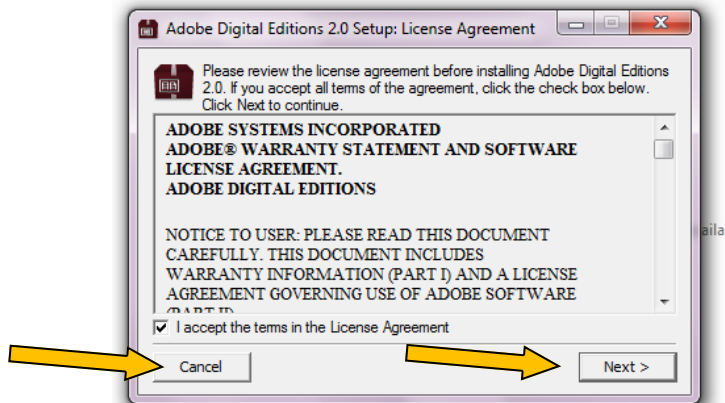 Adobe Digital Editions 2.0 Setup: License Agreement
Please review the license agreement before installing Adobe Digital Editions
2.0. If you accept all terms of the agreement, click the check box below.
Click Next to continue.
ADOBE SYSTEMS INCORPORATED
ADOBE® WARRANTY STATEMENT AND SOFTWARE
LICENSE AGREEMENT.
ADOBE DIGITAL EDITIONS
NOTICE TO USER: PLEASE READ THIS DOCUMENT
CAREFULLY. THIS DOCUMENT INCLUDES
WARRANTY INFORMATION (PART I) AND A LICENSE
AGREEMENT GOVERNING USE OF ADOBE SOFTWARE
(PART II)
aila
I accept the terms in the License Agreement
Cancel
Next >